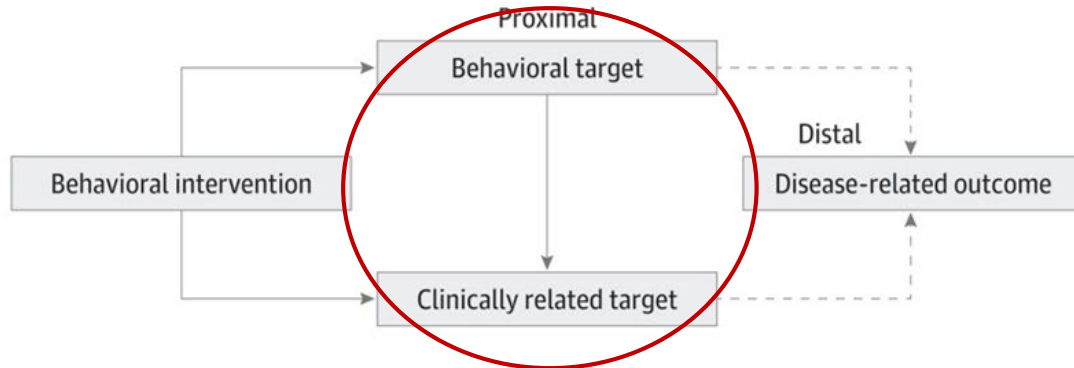 Proximal
Behavioral target
Distal
Behavioral intervention
Disease-related outcome
Clinically related target